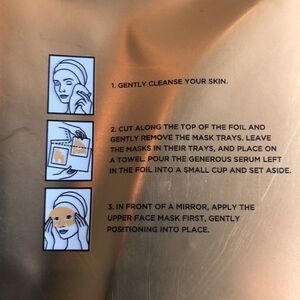 1. GENTLY CLEANSE YOUR SKIN.
2. CUT ALONG THE TOP OF THE FOIL AND
GENTLY REMOVE THE MASK TRAYS. LEAVE
THE MASKS IN THEIR TRAYS, AND PLACE ON
A TOWEL. POUR THE GENEROUS SERUM LEFT
IN THE FOIL INTO A SMALL CUP AND SET ASIDE.
3. IN FRONT OF A MIRROR, APPLY THE
UPPER FACE MASK FIRST, GENTLY
POSITIONING INTO PLACE.